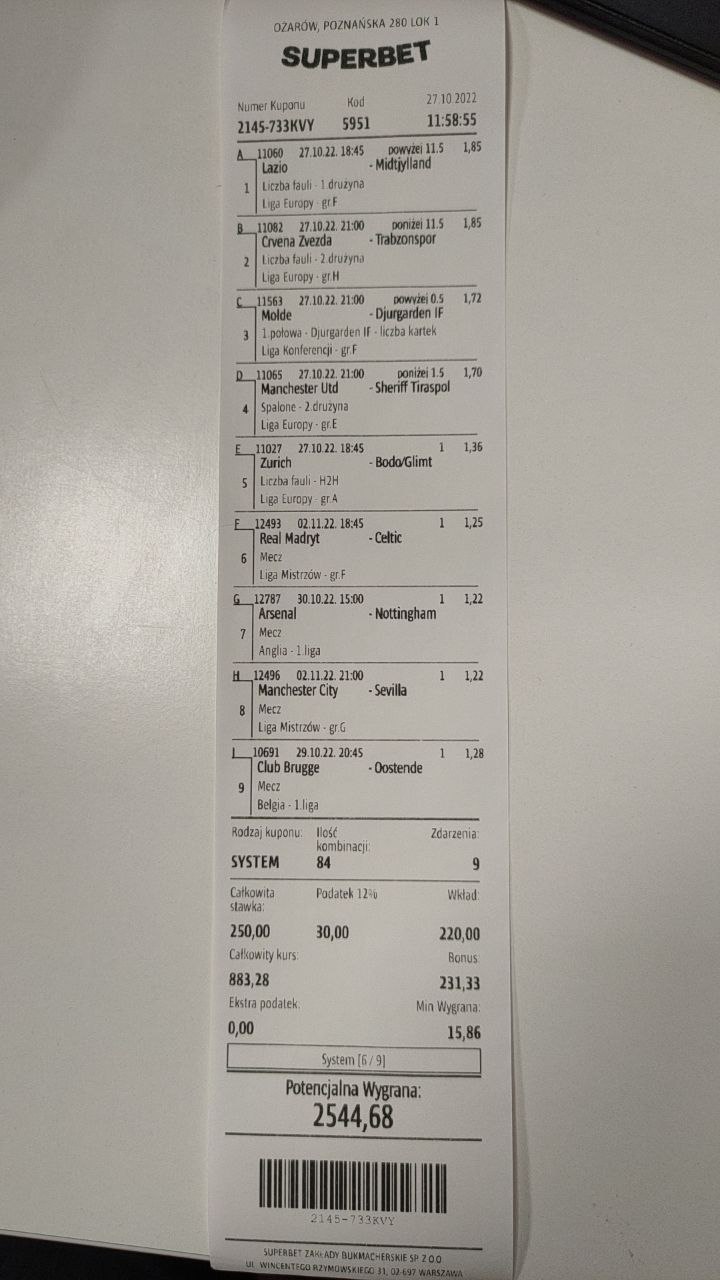 OŻARÓW, POZNAŃSKA 280 LOK 1
SUPERBET
Numer Kuponu Kod 27.10.2022
2145-733KVY 5951 11:58:55
A 11060 27.10.22. 18:45 powyżej 11.5 1,85
Lazio - Midtjylland
1 Liczba fauli - 1.drużyna
Liga Europy - gr.F
B 11082 27.10.22. 21:00 poniżej 11.5 1,85
Crvena Zvezda - Trabzonspor
2 Liczba fauli - 2.drużyna
Liga Europy - gr.H
C 11563 27.10.22. 21:00 powyżej 0.5 1,72
Molde - Djurgarden IF
3 1.połowa - Djurgarden IF - liczba kartek
Liga Konferencji - gr.F
D 11065 27.10.22. 21:00 poniżej 1.5 1,70
Manchester Utd - Sheriff Tiraspol
4 Spalone - 2.drużyna
Liga Europy - gr.E
E 11027 27.10.22. 18:45 1 1,36
Zurich - Bodo/Glimt
5 Liczba fauli - H2H
Liga Europy - gr.A
F 12493 02.11.22. 18:45 1 1,25
Real Madryt - Celtic
6 Mecz
Liga Mistrzów - gr.F
G 12787 30.10.22. 15:00 1 1,22
Arsenal - Nottingham
7 Mecz
Anglia - 1.liga
H 12496 02.11.22. 21:00 1 1,22
Manchester City - Sevilla
8 Mecz
Liga Mistrzów - gr.G
I 10691 29.10.22. 20:45 1 1,28
Club Brugge - Oostende
9 Mecz
Belgia - 1.liga
Rodzaj kuponu: Ilość kombinacji: Zdarzenia:
SYSTEM 84 9
Całkowita stawka: Podatek 12% Wkład:
250,00 30,00 220,00
Całkowity kurs: Bonus:
883,28 231,33
Ekstra podatek: Min Wygrana:
0,00 15,86
System [6 / 9]
Potencjalna Wygrana:
2544,68
2145-733KVY
SUPERBET ZAKŁADY BUKMACHERSKIE SP. Z O.O.
UL. WINCENTEGO RZYMOWSKIEGO 31, 02-697 WARSZAWA